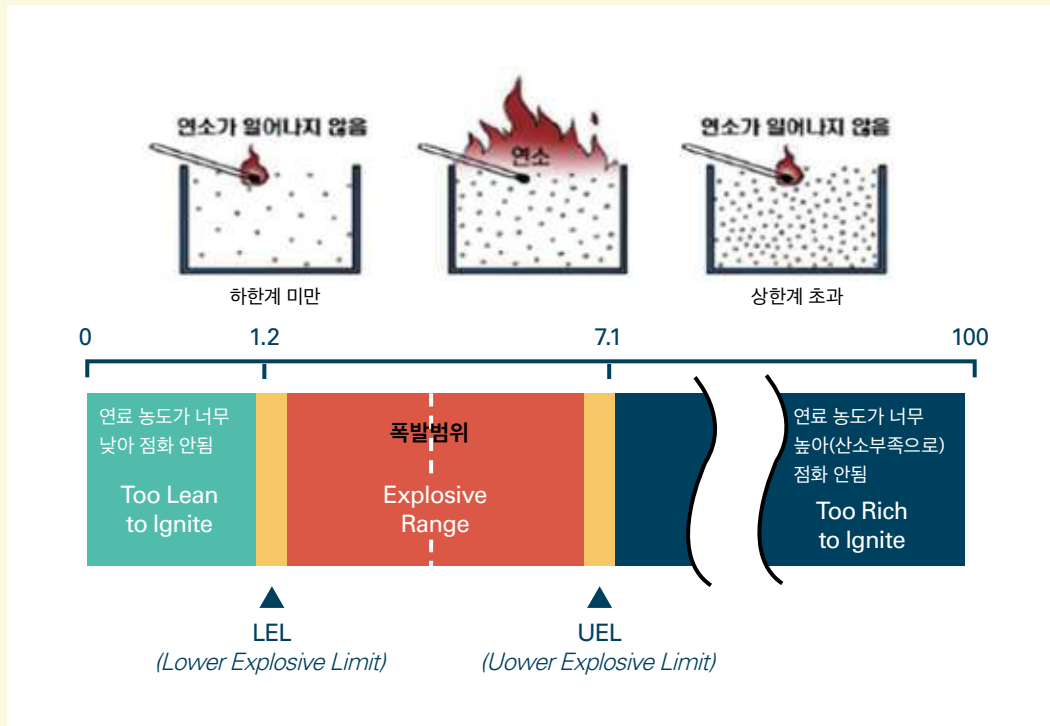 연소가 일어나지 않음
연소
연소가 일어나지 않음
하한계 미만
상한계 초과
0
1.2
7.1
100
연료 농도가 너무
낮아 점화 안됨
Too Lean
to Ignite
폭발범위
Explosive
Range
연료 농도가 너무
높아(산소부족으로)
점화 안됨
Too Rich
to Ignite
LEL
(Lower Explosive Limit)
UEL
(Uower Explosive Limit)